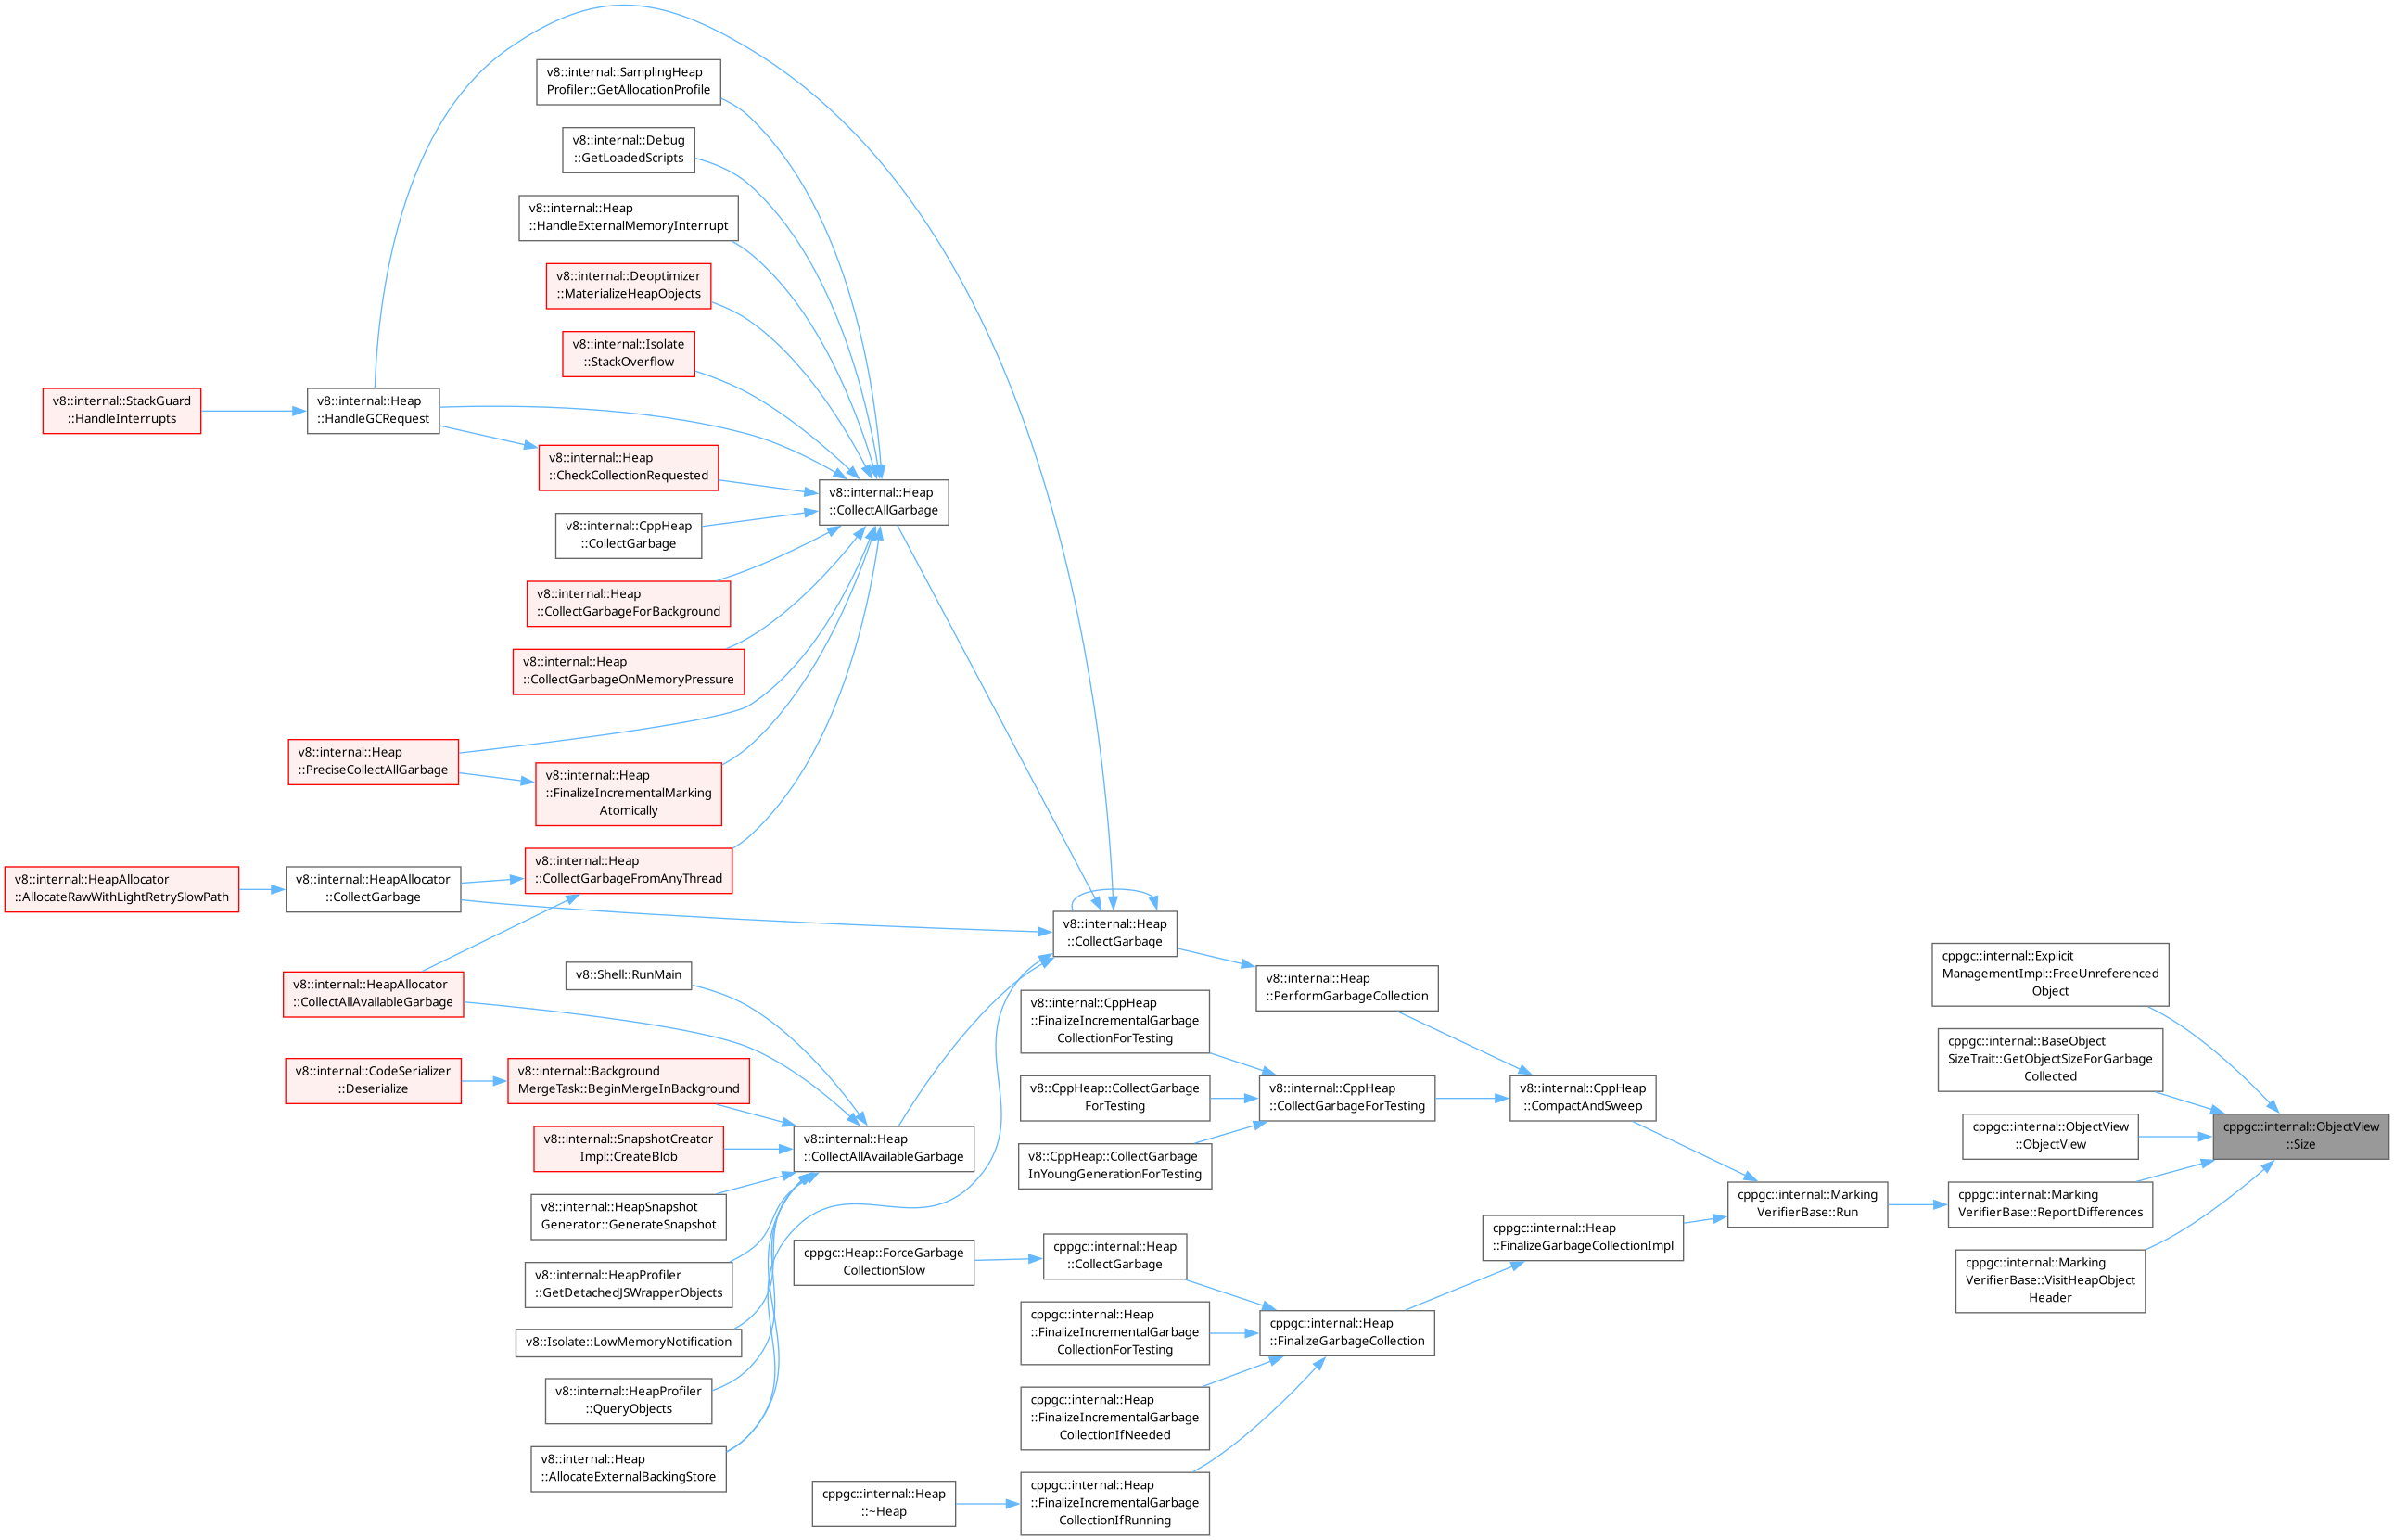 v8::internal::SamplingHeap
Profiler::GetAllocationProfile
v8::internal::Debug
::GetLoadedScripts
v8::internal::Heap
::HandleExternalMemoryInterrupt
v8::internal::Deoptimizer
::MaterializeHeapObjects
v8::internal::Isolate
::StackOverflow
v8::internal::StackGuard
::HandleInterrupts
v8::internal::Heap
::HandleGCRequest
v8::internal::Heap
::CheckCollectionRequested
v8::internal::Heap
::CollectAllGarbage
v8::internal::CppHeap
::CollectGarbage
v8::internal::Heap
::CollectGarbageForBackground
v8::internal::Heap
::CollectGarbageOnMemoryPressure
v8::internal::Heap
::PreciseCollectAllGarbage
v8::internal::Heap
::FinalizeIncrementalMarking
Atomically
v8::internal::HeapAllocator
::AllocateRawWithLightRetrySlowPath
v8::internal::HeapAllocator
::CollectGarbage
v8::internal::Heap
::CollectGarbageFromAnyThread
v8::internal::Heap
::CollectGarbage
v8::internal::HeapAllocator
::CollectAllAvailableGarbage
v8::Shell::RunMain
v8::internal::Heap
::PerformGarbageCollection
cppgc::internal::Explicit
ManagementImpl::FreeUnreferenced
Object
v8::internal::CppHeap
::FinalizeIncrementalGarbage
CollectionForTesting
cppgc::internal::BaseObject
SizeTrait::GetObjectSizeForGarbage
Collected
v8::internal::CodeSerializer
::Deserialize
v8::internal::Background
MergeTask::BeginMergeInBackground
v8::CppHeap::CollectGarbage
ForTesting
v8::internal::CppHeap
::CollectGarbageForTesting
v8::internal::CppHeap
::CompactAndSweep
cppgc::internal::ObjectView
::ObjectView
cppgc::internal::ObjectView
::Size
v8::internal::SnapshotCreator
Impl::CreateBlob
v8::internal::Heap
::CollectAllAvailableGarbage
v8::CppHeap::CollectGarbage
InYoungGenerationForTesting
v8::internal::HeapSnapshot
Generator::GenerateSnapshot
cppgc::internal::Marking
VerifierBase::Run
cppgc::internal::Marking
VerifierBase::ReportDifferences
cppgc::internal::Heap
::FinalizeGarbageCollectionImpl
cppgc::Heap::ForceGarbage
CollectionSlow
cppgc::internal::Heap
::CollectGarbage
cppgc::internal::Marking
VerifierBase::VisitHeapObject
Header
v8::internal::HeapProfiler
::GetDetachedJSWrapperObjects
v8::Isolate::LowMemoryNotification
cppgc::internal::Heap
::FinalizeIncrementalGarbage
CollectionForTesting
cppgc::internal::Heap
::FinalizeGarbageCollection
v8::internal::HeapProfiler
::QueryObjects
cppgc::internal::Heap
::FinalizeIncrementalGarbage
CollectionIfNeeded
v8::internal::Heap
::AllocateExternalBackingStore
cppgc::internal::Heap
::~Heap
cppgc::internal::Heap
::FinalizeIncrementalGarbage
CollectionIfRunning